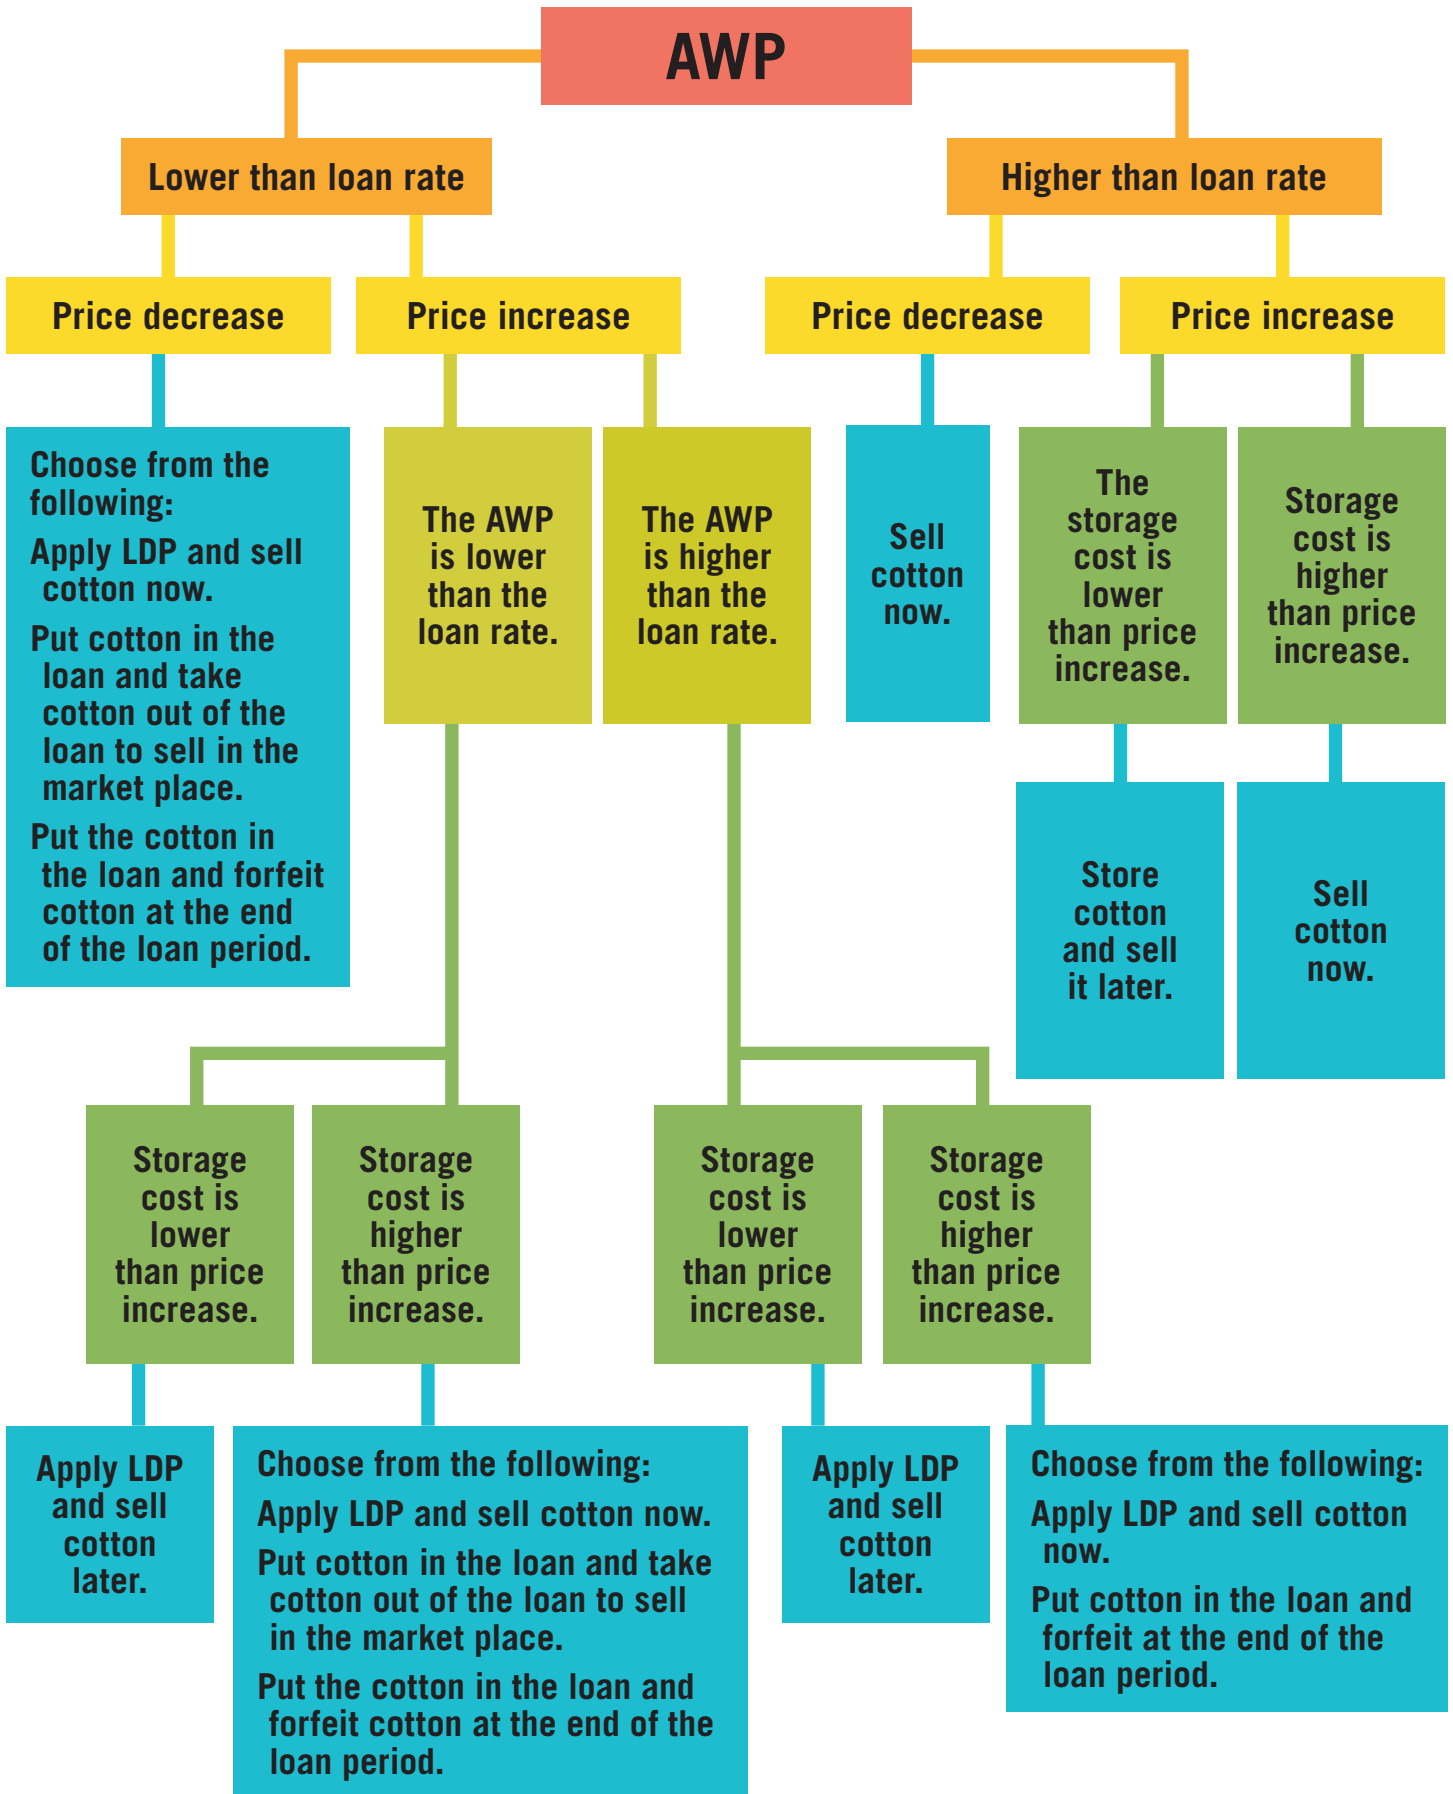 AWP
Lower than loan rate
Higher than loan rate
Price decrease
Price increase
Price decrease
Price increase
Choose from the
following:
Apply LDP and sell
cotton now.
Put cotton in the
loan and take
cotton out of the
loan to sell in the
market place.
Put the cotton in
the loan and forfeit
cotton at the end
of the loan period.
The AWP
is lower
than the
loan rate.
The AWP
is higher
than the
loan rate.
Sell
cotton
now.
The
storage
cost is
lower
than price
increase.
Storage
cost is
higher
than price
increase.
Store
cotton
and sell
it later.
Sell
cotton
now.
Storage
cost is
lower
than price
increase.
Storage
cost is
higher
than price
increase.
Storage
cost is
lower
than price
increase.
Storage
cost is
higher
than price
increase.
Apply LDP
and sell
cotton
later.
Choose from the following:
Apply LDP and sell cotton now.
Put cotton in the loan and take
cotton out of the loan to sell
in the market place.
Put the cotton in the loan and
forfeit cotton at the end of the
loan period.
Apply LDP
and sell
cotton
later.
Choose from the following:
Apply LDP and sell cotton
now.
Put cotton in the loan and
forfeit at the end of the
loan period.